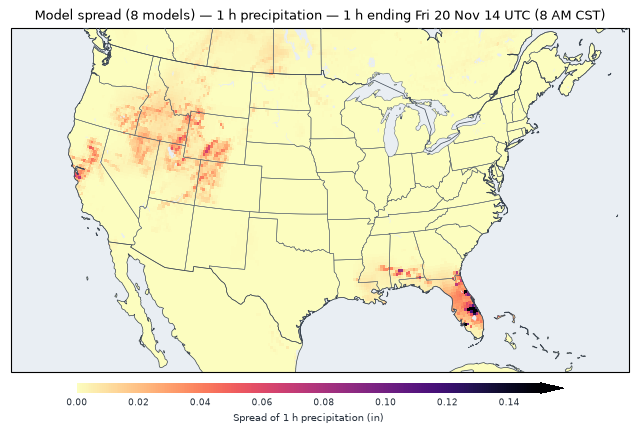 Model spread (8 models) — 1 h precipitation — 1 h ending Fri 20 Nov 14 UTC (8 AM CST)
0.00 0.02 0.04 0.06 0.08 0.10 0.12 0.14
Spread of 1 h precipitation (in)